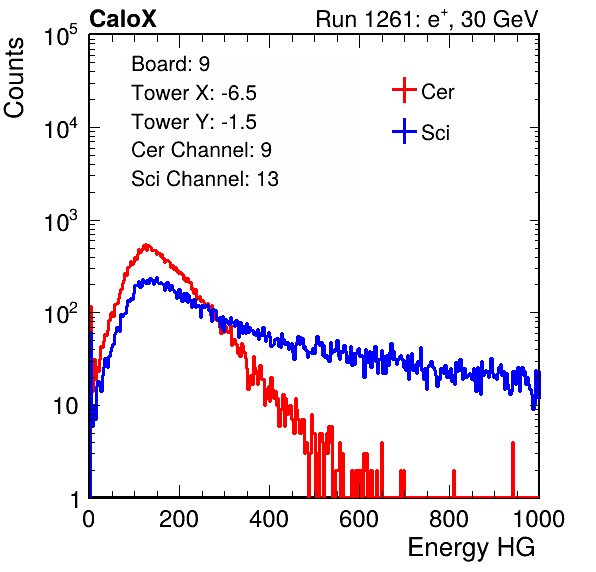 CaloX Run 1261: e⁺, 30 GeV
Counts
10⁵
10⁴
10³
10²
10
1
Board: 9
Tower X: -6.5
Tower Y: -1.5
Cer Channel: 9
Sci Channel: 13
Cer
Sci
0 200 400 600 800 1000
Energy HG